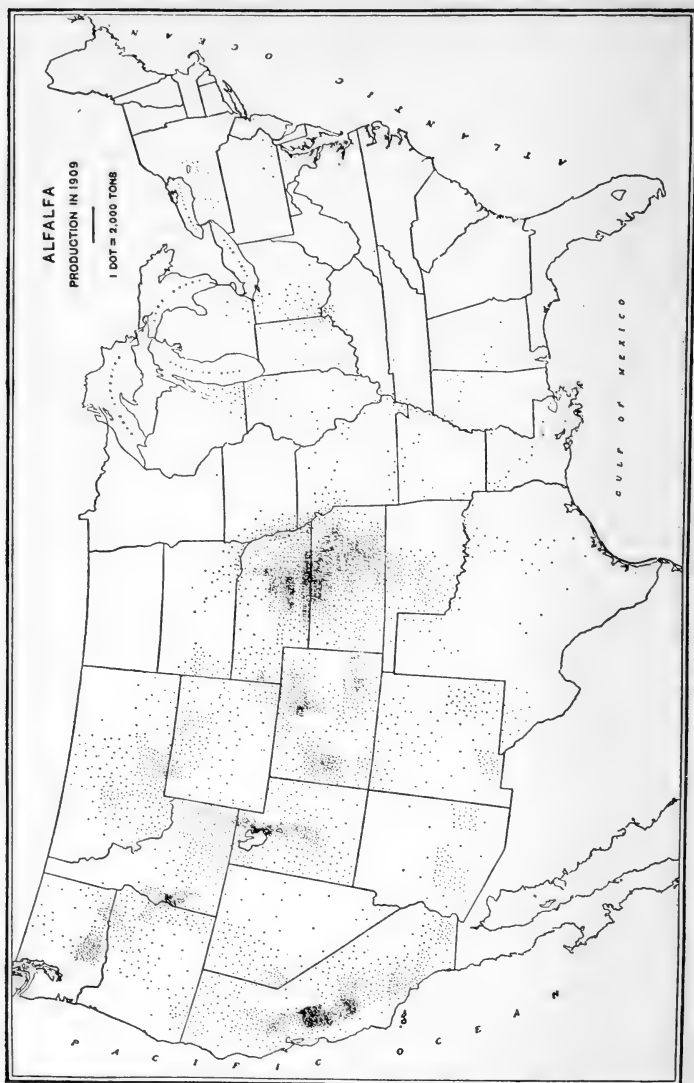 ALFALFA
PRODUCTION IN 1909
1 DOT = 2,000 TONS
PACIFIC OCEAN
ATLANTIC OCEAN
GULF OF MEXICO